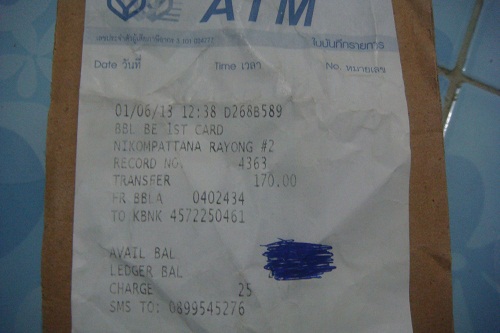 ATM
ใบบันทึกรายการ
Date วันที่ Time เวลา No. หมายเลข
01/06/13 12:38 D268B589
BBL BE 1ST CARD
NIKOMPATTANA RAYONG #2
RECORD NO. 4363
TRANSFER 170.00
FR BBLA 0402434
TO KBNK 4572250461
AVAIL BAL
LEDGER BAL
CHARGE 25
SMS TO: 0899545276